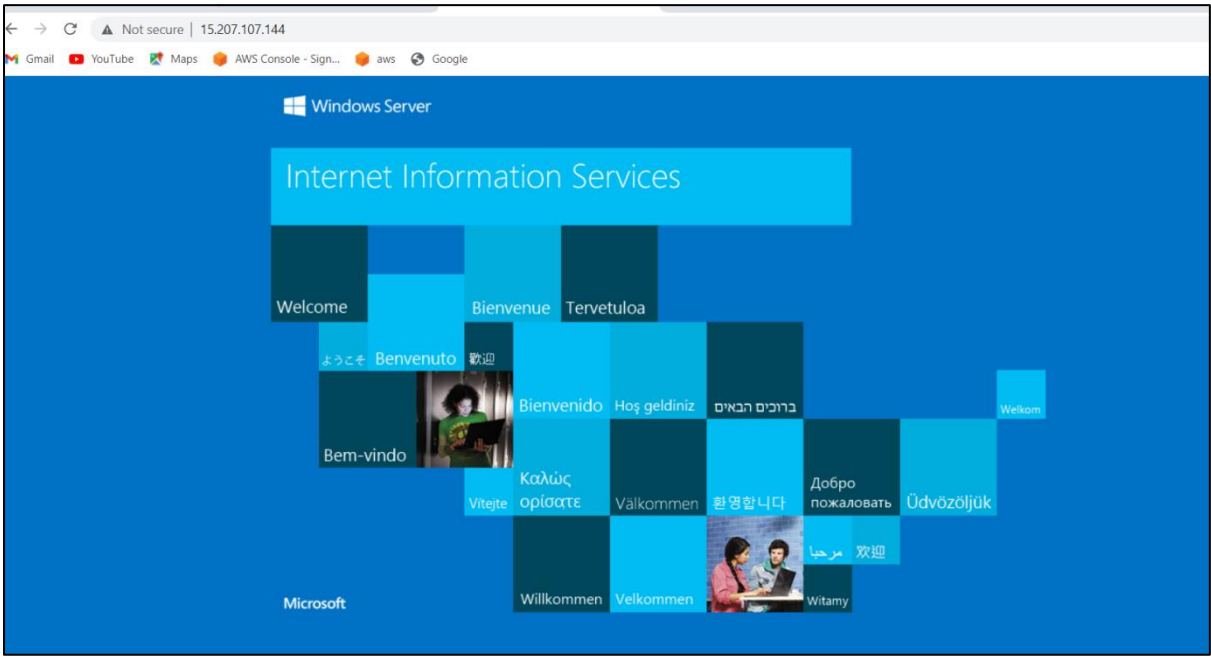 Not secure | 15.207.107.144
Gmail YouTube Maps AWS Console - Sign... aws Google
Windows Server
Internet Information Services
Welcome Bienvenue Tervetuloa
ようこそ Benvenuto 歡迎
Bienvenido Hoş geldiniz ברוכים הבאים Welkom
Bem-vindo
Καλώς
ορίσατε
Vítejte Välkommen 환영합니다
Добро
пожаловать
Üdvözöljük
مرحبا 欢迎
Willkommen Velkommen Witamy
Microsoft